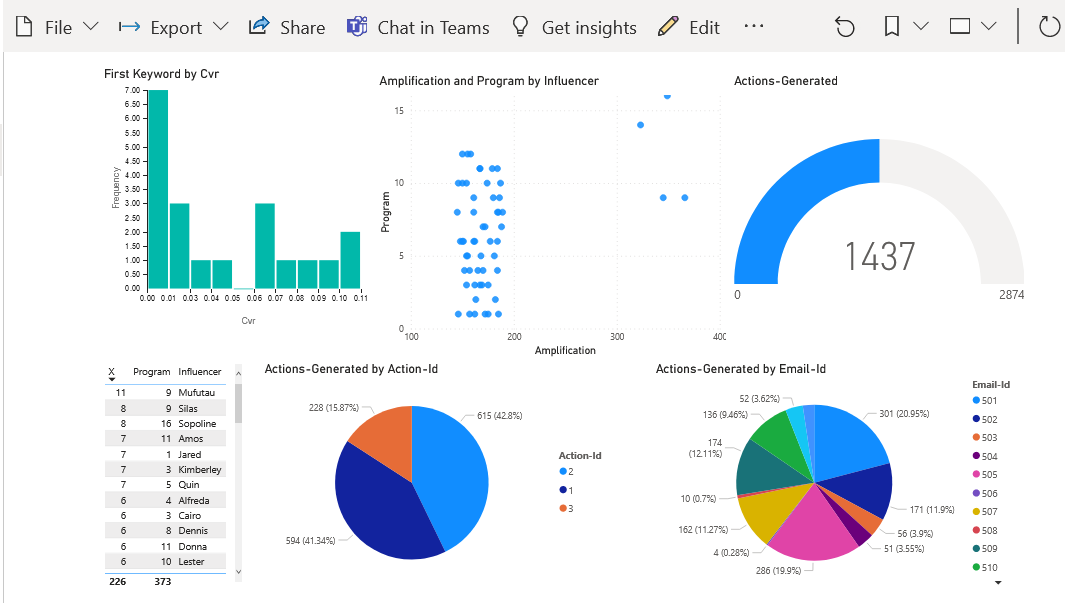 File Export Share Chat in Teams Get insights Edit ...
First Keyword by Cvr
7.00
6.50
6.00
5.50
5.00
4.50
4.00
3.50
3.00
2.50
2.00
1.50
1.00
0.50
0.00
Frequency
0.00 0.01 0.03 0.04 0.05 0.06 0.07 0.08 0.09 0.10 0.11
Cvr
Amplification and Program by Influencer
15
10
5
0
Program
100 200 300 400
Amplification
Actions-Generated
1437
0 2874
X Program Influencer
11 9 Mufutau
8 9 Silas
8 16 Sopoline
7 11 Amos
7 1 Jared
7 3 Kimberley
7 5 Quin
6 4 Alfreda
6 3 Cairo
6 8 Dennis
6 11 Donna
6 10 Lester
226 373
Actions-Generated by Action-Id
228 (15.87%)
615 (42.8%)
594 (41.34%)
Action-Id
2
1
3
Actions-Generated by Email-Id
52 (3.62%)
136 (9.46%)
301 (20.95%)
174
(12.11%)
10 (0.7%)
171 (11.9%)
162 (11.27%)
56 (3.9%)
4 (0.28%)
51 (3.55%)
286 (19.9%)
Email-Id
501
502
503
504
505
506
507
508
509
510